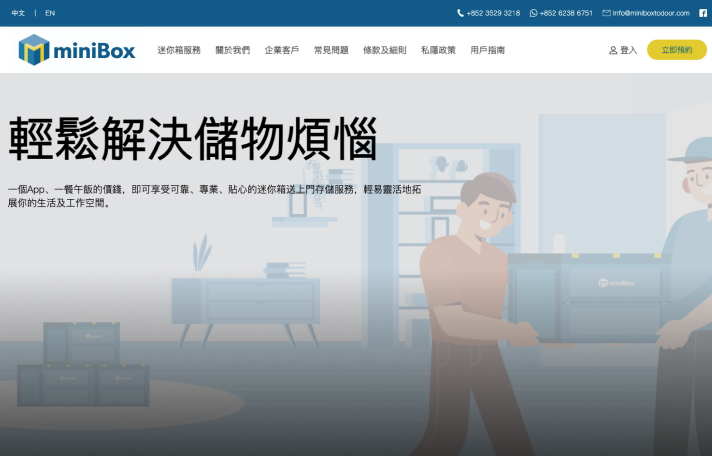 中文 | EN
+852 3529 3218 +852 6238 6751 info@miniboxtodoor.com
miniBox 迷你箱服務 關於我們 企業客戶 常見問題 條款及細則 私隱政策 用戶指南 登入 立即預約
輕鬆解決儲物煩惱
一個App、一餐午飯的價錢，即可享受可靠、專業、貼心的迷你箱送上門存儲服務，輕易靈活地拓
展你的生活及工作空間。
miniBox